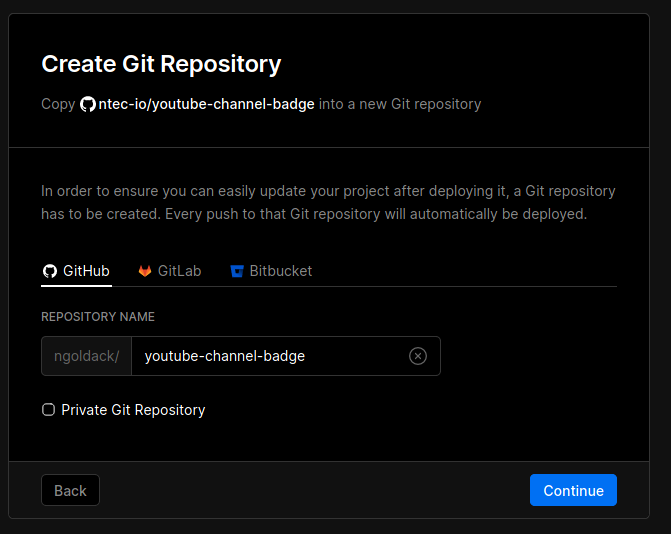 Create Git Repository
Copy ntec-io/youtube-channel-badge into a new Git repository
In order to ensure you can easily update your project after deploying it, a Git repository
has to be created. Every push to that Git repository will automatically be deployed.
GitHub GitLab Bitbucket
REPOSITORY NAME
ngoldack/ youtube-channel-badge
Private Git Repository
Back Continue